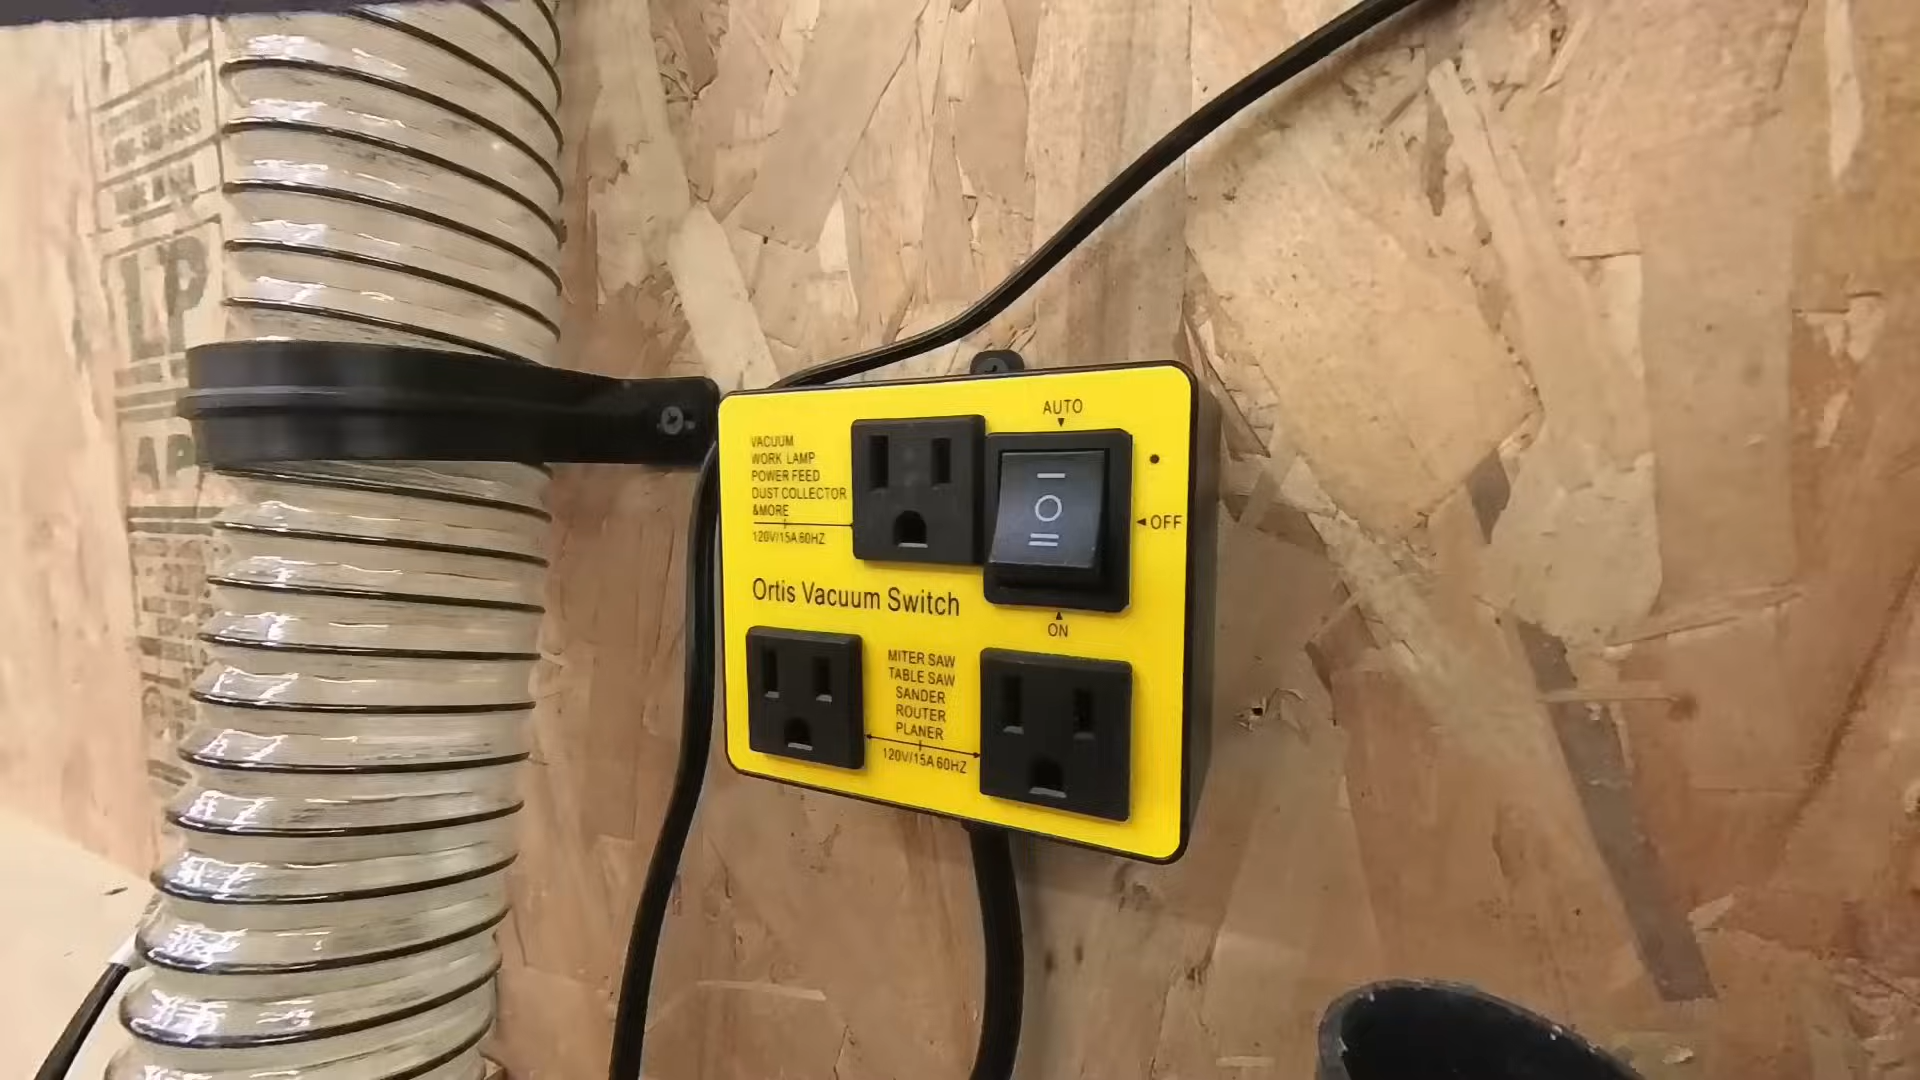 AUTO
VACUUM
WORK LAMP
POWER FEED
DUST COLLECTOR
&MORE
120V/15A 60HZ
OFF
Ortis Vacuum Switch
ON
MITER SAW
TABLE SAW
SANDER
ROUTER
PLANER
120V/15A 60HZ
LP